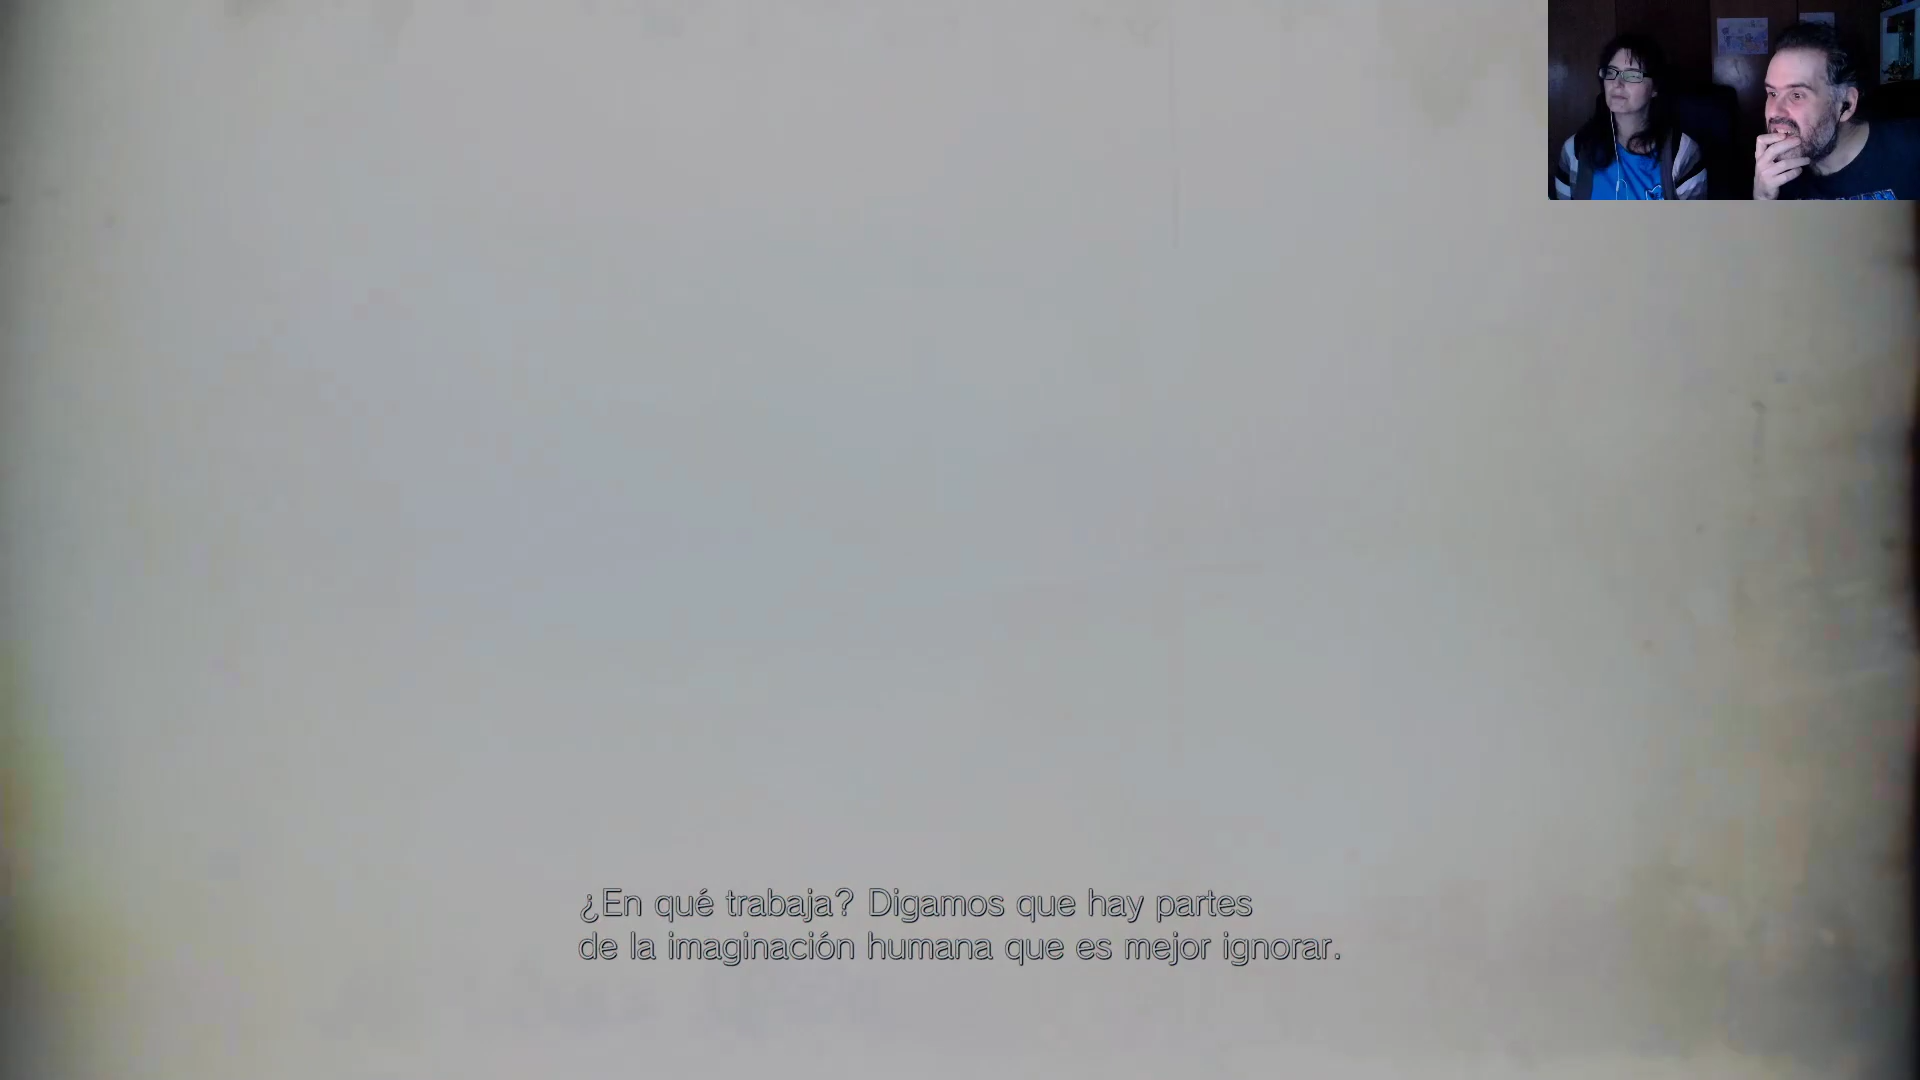 ¿En qué trabaja? Digamos que hay partes
de la imaginación humana que es mejor ignorar.